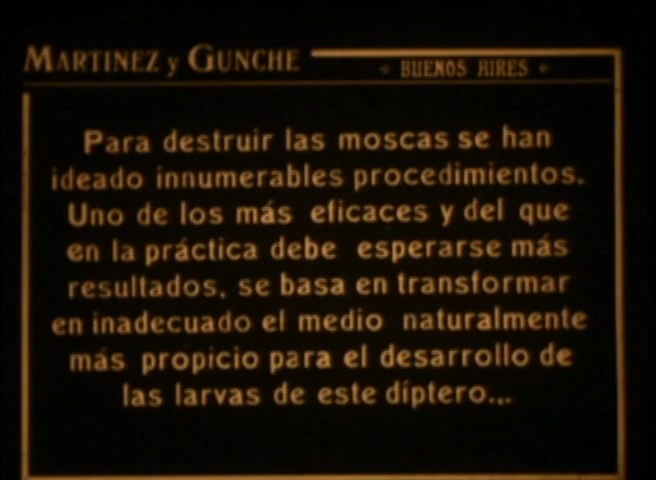 MARTINEZ y GUNCHE
BUENOS AIRES
Para destruir las moscas se han
ideado innumerables procedimientos.
Uno de los más eficaces y del que
en la práctica debe esperarse más
resultados, se basa en transformar
en inadecuado el medio naturalmente
más propicio para el desarrollo de
las larvas de este díptero...